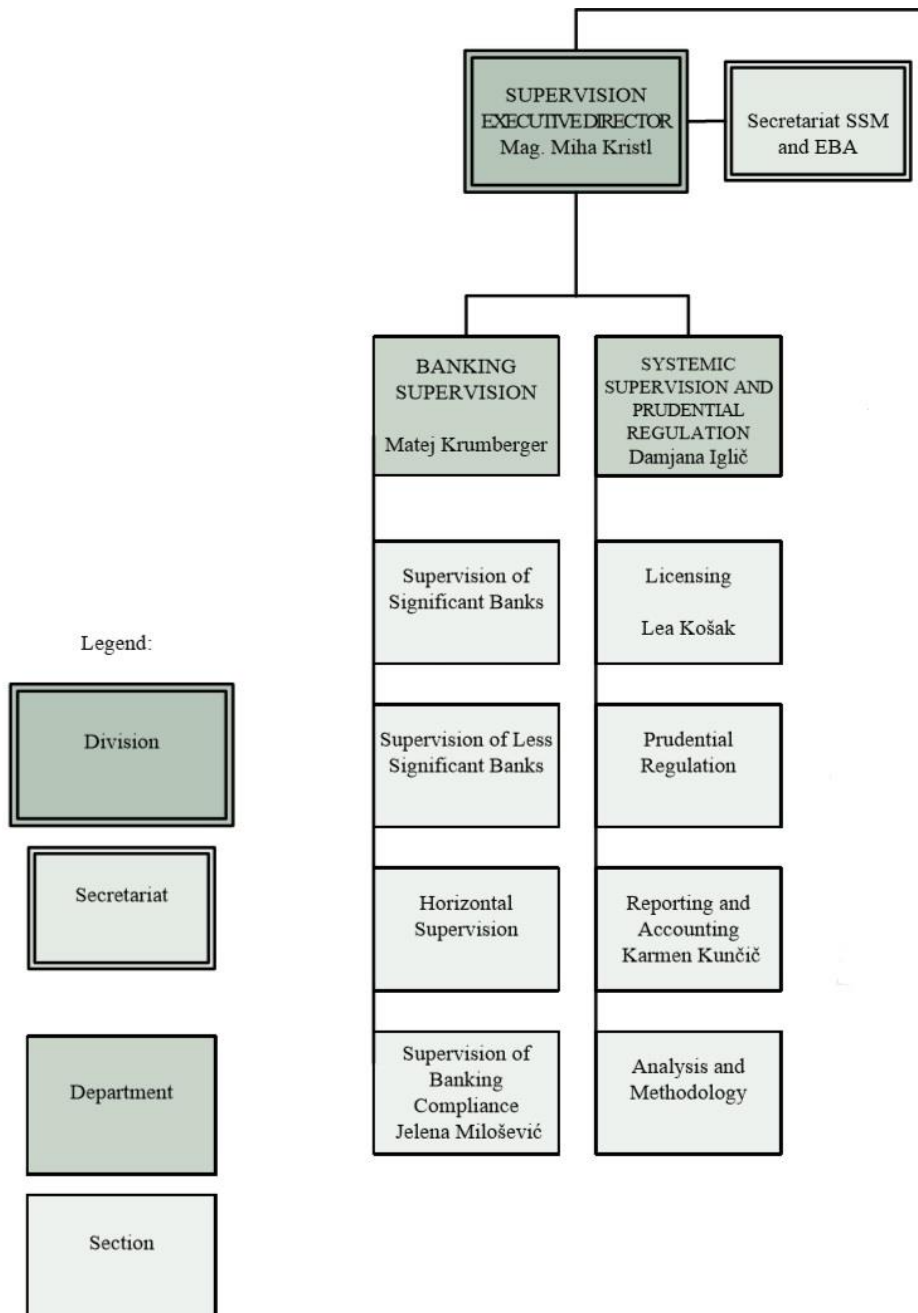 SUPERVISION
EXECUTIVE DIRECTOR
Mag. Miha Kristl
Secretariat SSM
and EBA
BANKING
SUPERVISION
Matej Krumberger
SYSTEMIC
SUPERVISION AND
PRUDENTIAL
REGULATION
Damjana Iglič
Supervision of
Significant Banks
Licensing
Lea Košak
Supervision of Less
Significant Banks
Prudential
Regulation
Horizontal
Supervision
Reporting and
Accounting
Karmen Kunčič
Supervision of
Banking
Compliance
Jelena Milošević
Analysis and
Methodology
Legend:
Division
Secretariat
Department
Section